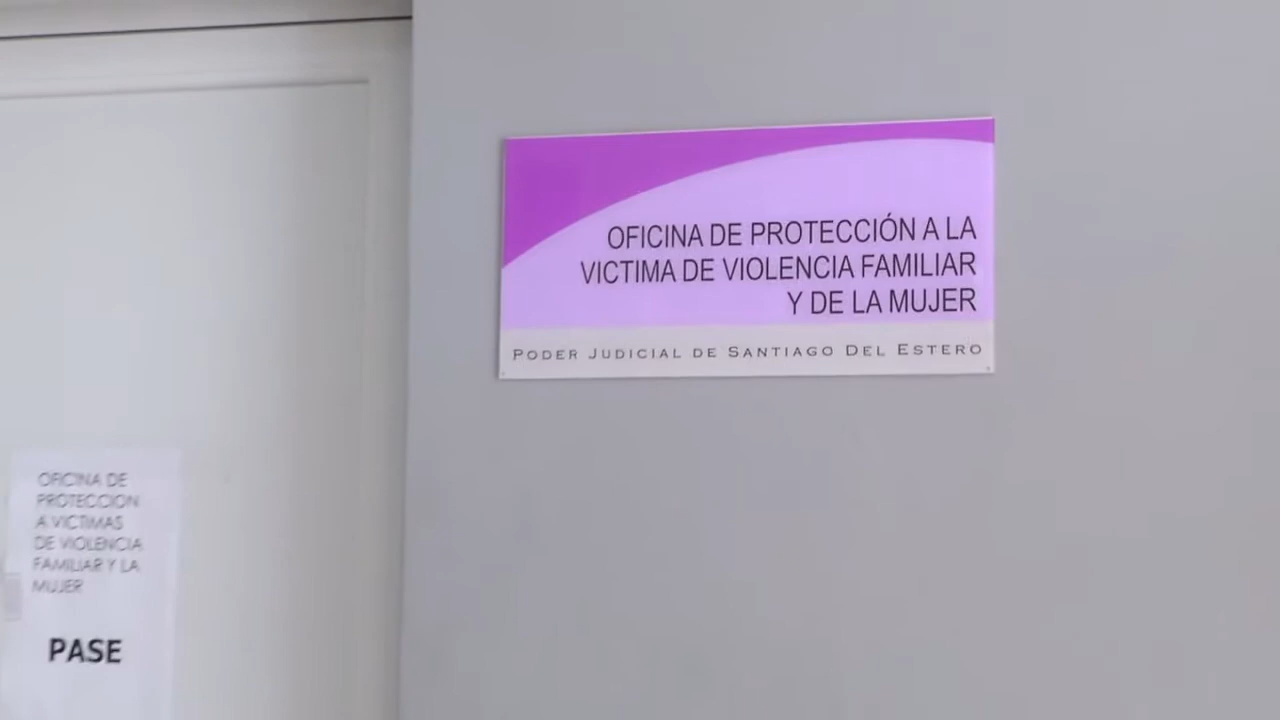 OFICINA DE PROTECCIÓN A LA
VICTIMA DE VIOLENCIA FAMILIAR
Y DE LA MUJER
PODER JUDICIAL DE SANTIAGO DEL ESTERO
OFICINA DE
PROTECCION
A VICTIMAS
DE VIOLENCIA
FAMILIAR Y LA
MUJER
PASE